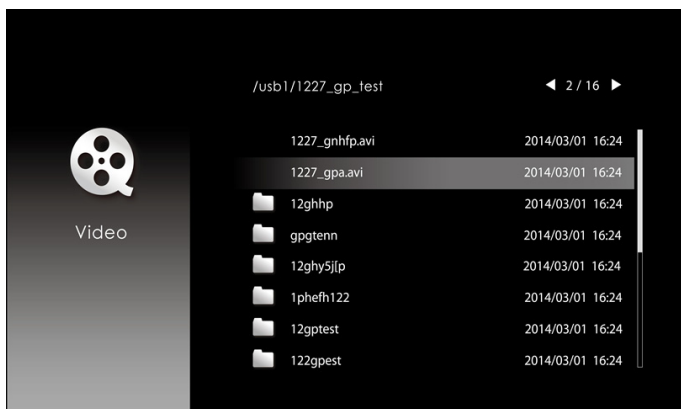 /usb1/1227_gp_test ◀ 2 / 16 ▶
1227_gnhfp.avi 2014/03/01 16:24
1227_gpa.avi 2014/03/01 16:24
12ghhp 2014/03/01 16:24
Video
gpgtenn 2014/03/01 16:24
12ghy5j[p 2014/03/01 16:24
1phefh122 2014/03/01 16:24
12gptest 2014/03/01 16:24
122gpest 2014/03/01 16:24